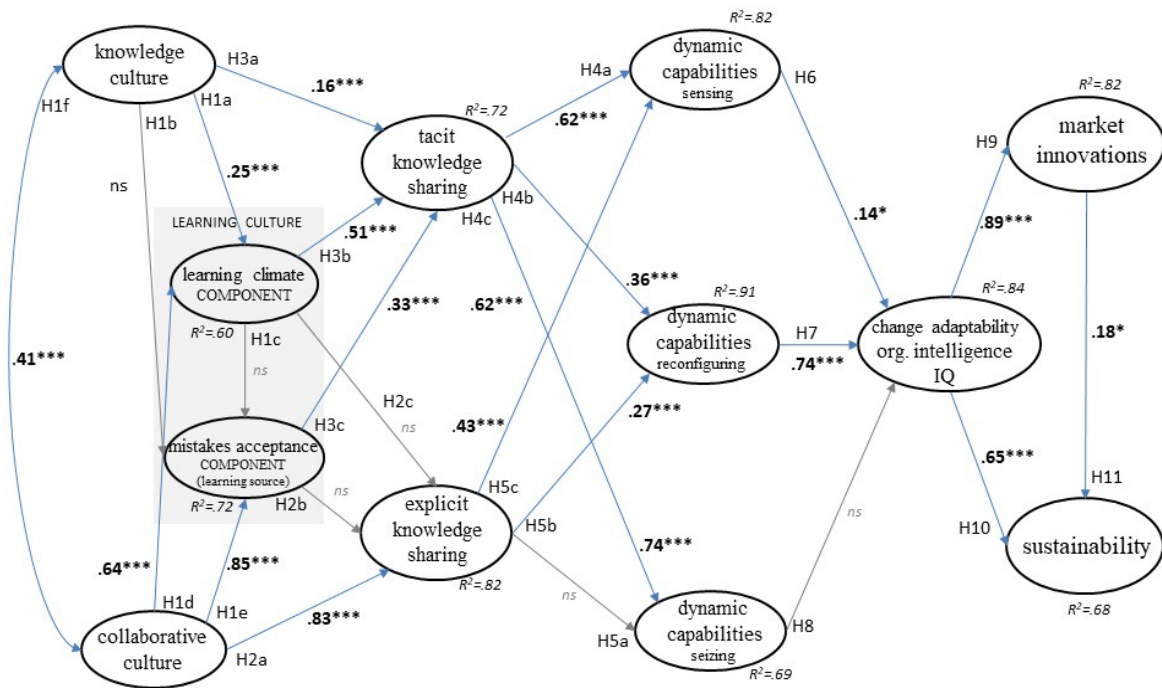 R²=.82
knowledge
culture
H3a
H1f
H1a
H1b
.16***
dynamic
capabilities
sensing
H4a
H6
.62***
R²=.72
tacit
knowledge
sharing
H4b
H4c
R²=.82
market
innovations
H9
ns
.25***
LEARNING CULTURE
learning climate
COMPONENT
R²=.60
H3b
.51***
.33***
.62***
.14*
.89***
.36***
R²=.91
dynamic
capabilities
reconfiguring
H7
.74***
R²=.84
change adaptability
org. intelligence
IQ
.18*
.41***
H1c
ns
H2c
ns
.43***
.27***
mistakes acceptance
COMPONENT
(learning source)
R²=.72
H3c
H2b
ns
explicit
knowledge
sharing
R²=.82
H5c
H5b
.65***
H11
H10
sustainability
R²=.68
ns
.64***
.85***
.83***
.74***
ns
H1d
H1e
H2a
collaborative
culture
H5a
dynamic
capabilities
seizing
H8
R²=.69